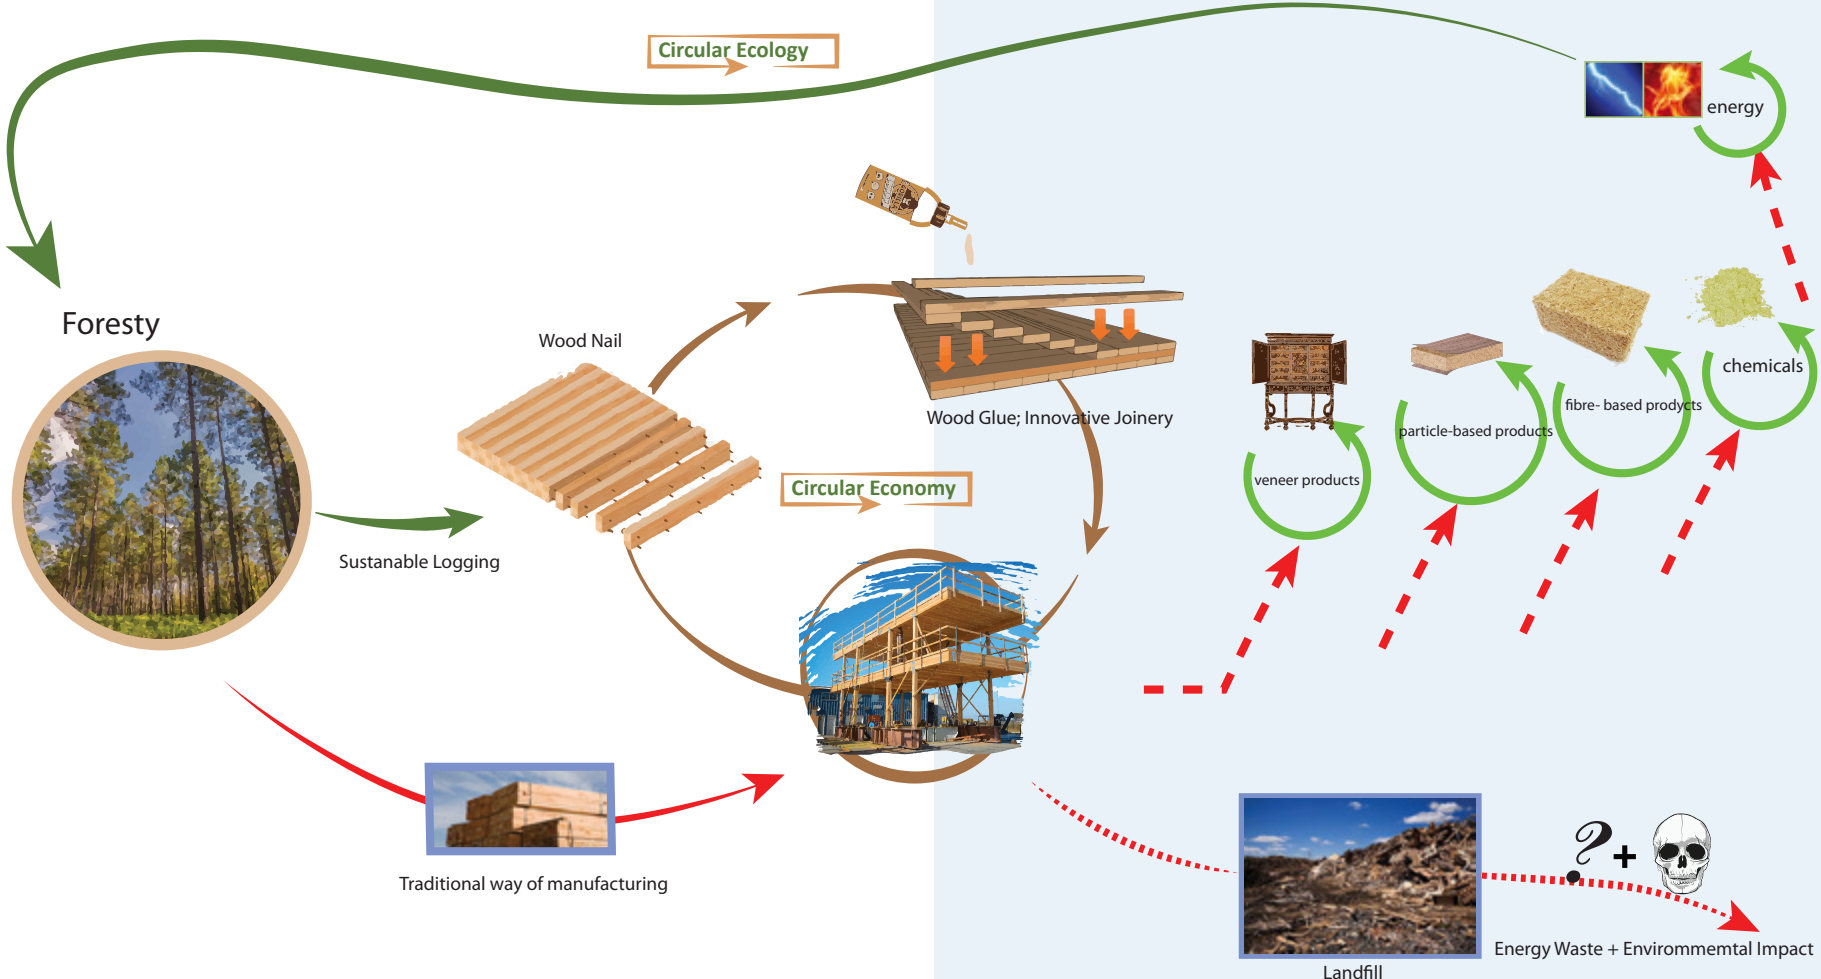 Circular Ecology
energy
Foresty
Wood Nail
chemicals
fibre- based prodycts
Wood Glue; Innovative Joinery
particle-based products
veneer products
Circular Economy
Sustanable Logging
?
+
Traditional way of manufacturing
Energy Waste + Envirommemtal Impact
Landfill